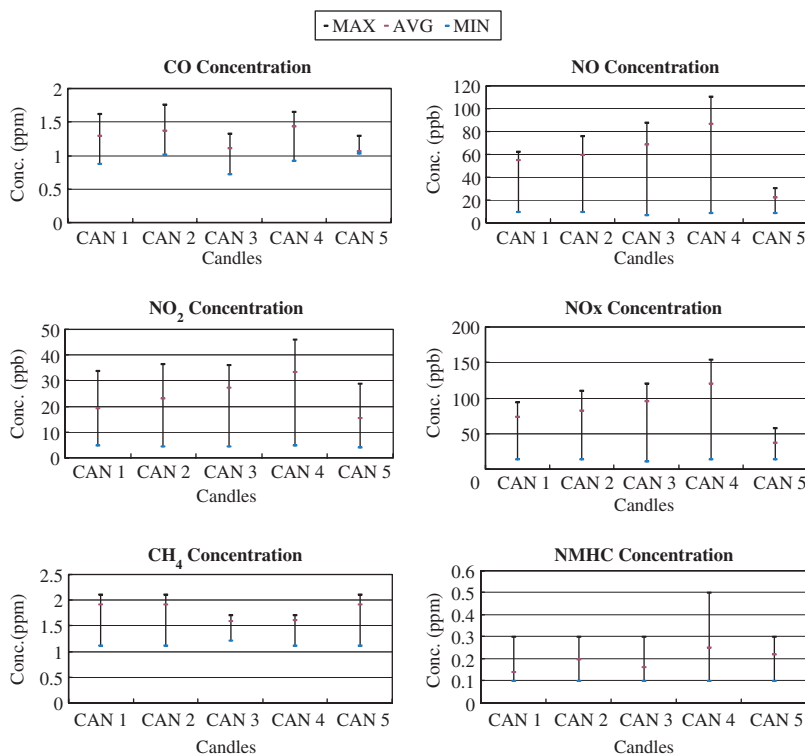 MAX AVG MIN
CO Concentration
Conc. (ppm)
2
1.5
1
0.5
0
CAN 1 CAN 2 CAN 3 CAN 4 CAN 5
Candles
NO Concentration
Conc. (ppb)
120
100
80
60
40
20
0
CAN 1 CAN 2 CAN 3 CAN 4 CAN 5
Candles
NO2 Concentration
Conc. (ppb)
50
40
30
20
10
0
CAN 1 CAN 2 CAN 3 CAN 4 CAN 5
Candles
NOx Concentration
Conc. (ppb)
200
150
100
50
0
CAN 1 CAN 2 CAN 3 CAN 4 CAN 5
Candles
CH4 Concentration
Conc.(ppm)
2.5
2
1.5
1
0.5
0
CAN 1 CAN 2 CAN 3 CAN 4 CAN 5
Candles
NMHC Concentration
Conc. (ppm)
0.6
0.5
0.4
0.3
0.2
0.1
0
CAN 1 CAN 2 CAN 3 CAN 4 CAN 5
Candles